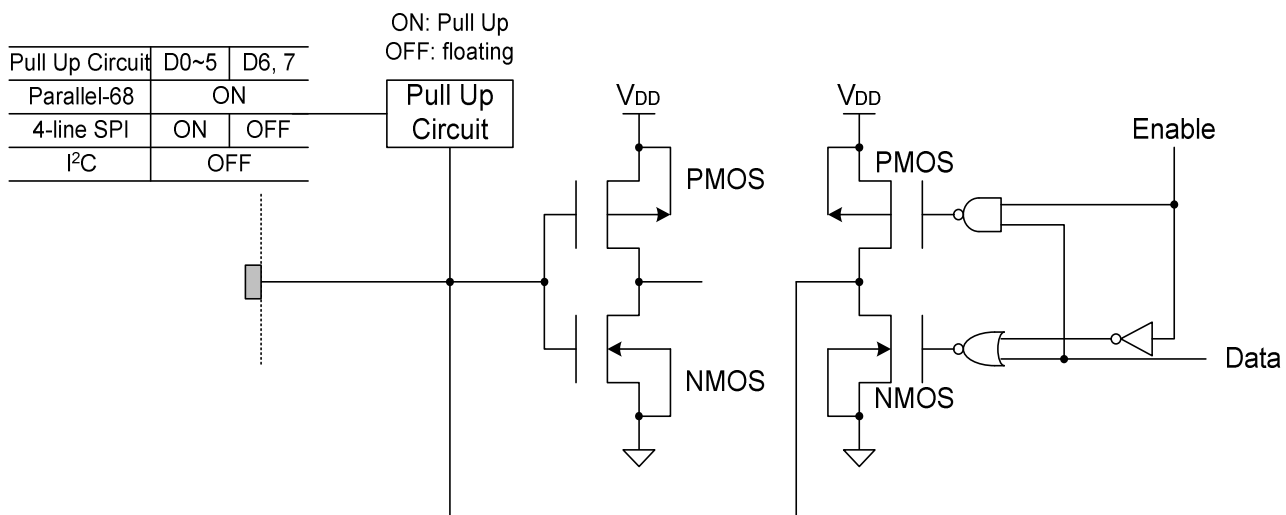 ON: Pull Up
OFF: floating
Pull Up Circuit D0~5 D6, 7
Parallel-68 ON
4-line SPI ON OFF
I²C OFF
Pull Up
Circuit
VDD
PMOS
NMOS
VDD
PMOS
NMOS
Enable
Data